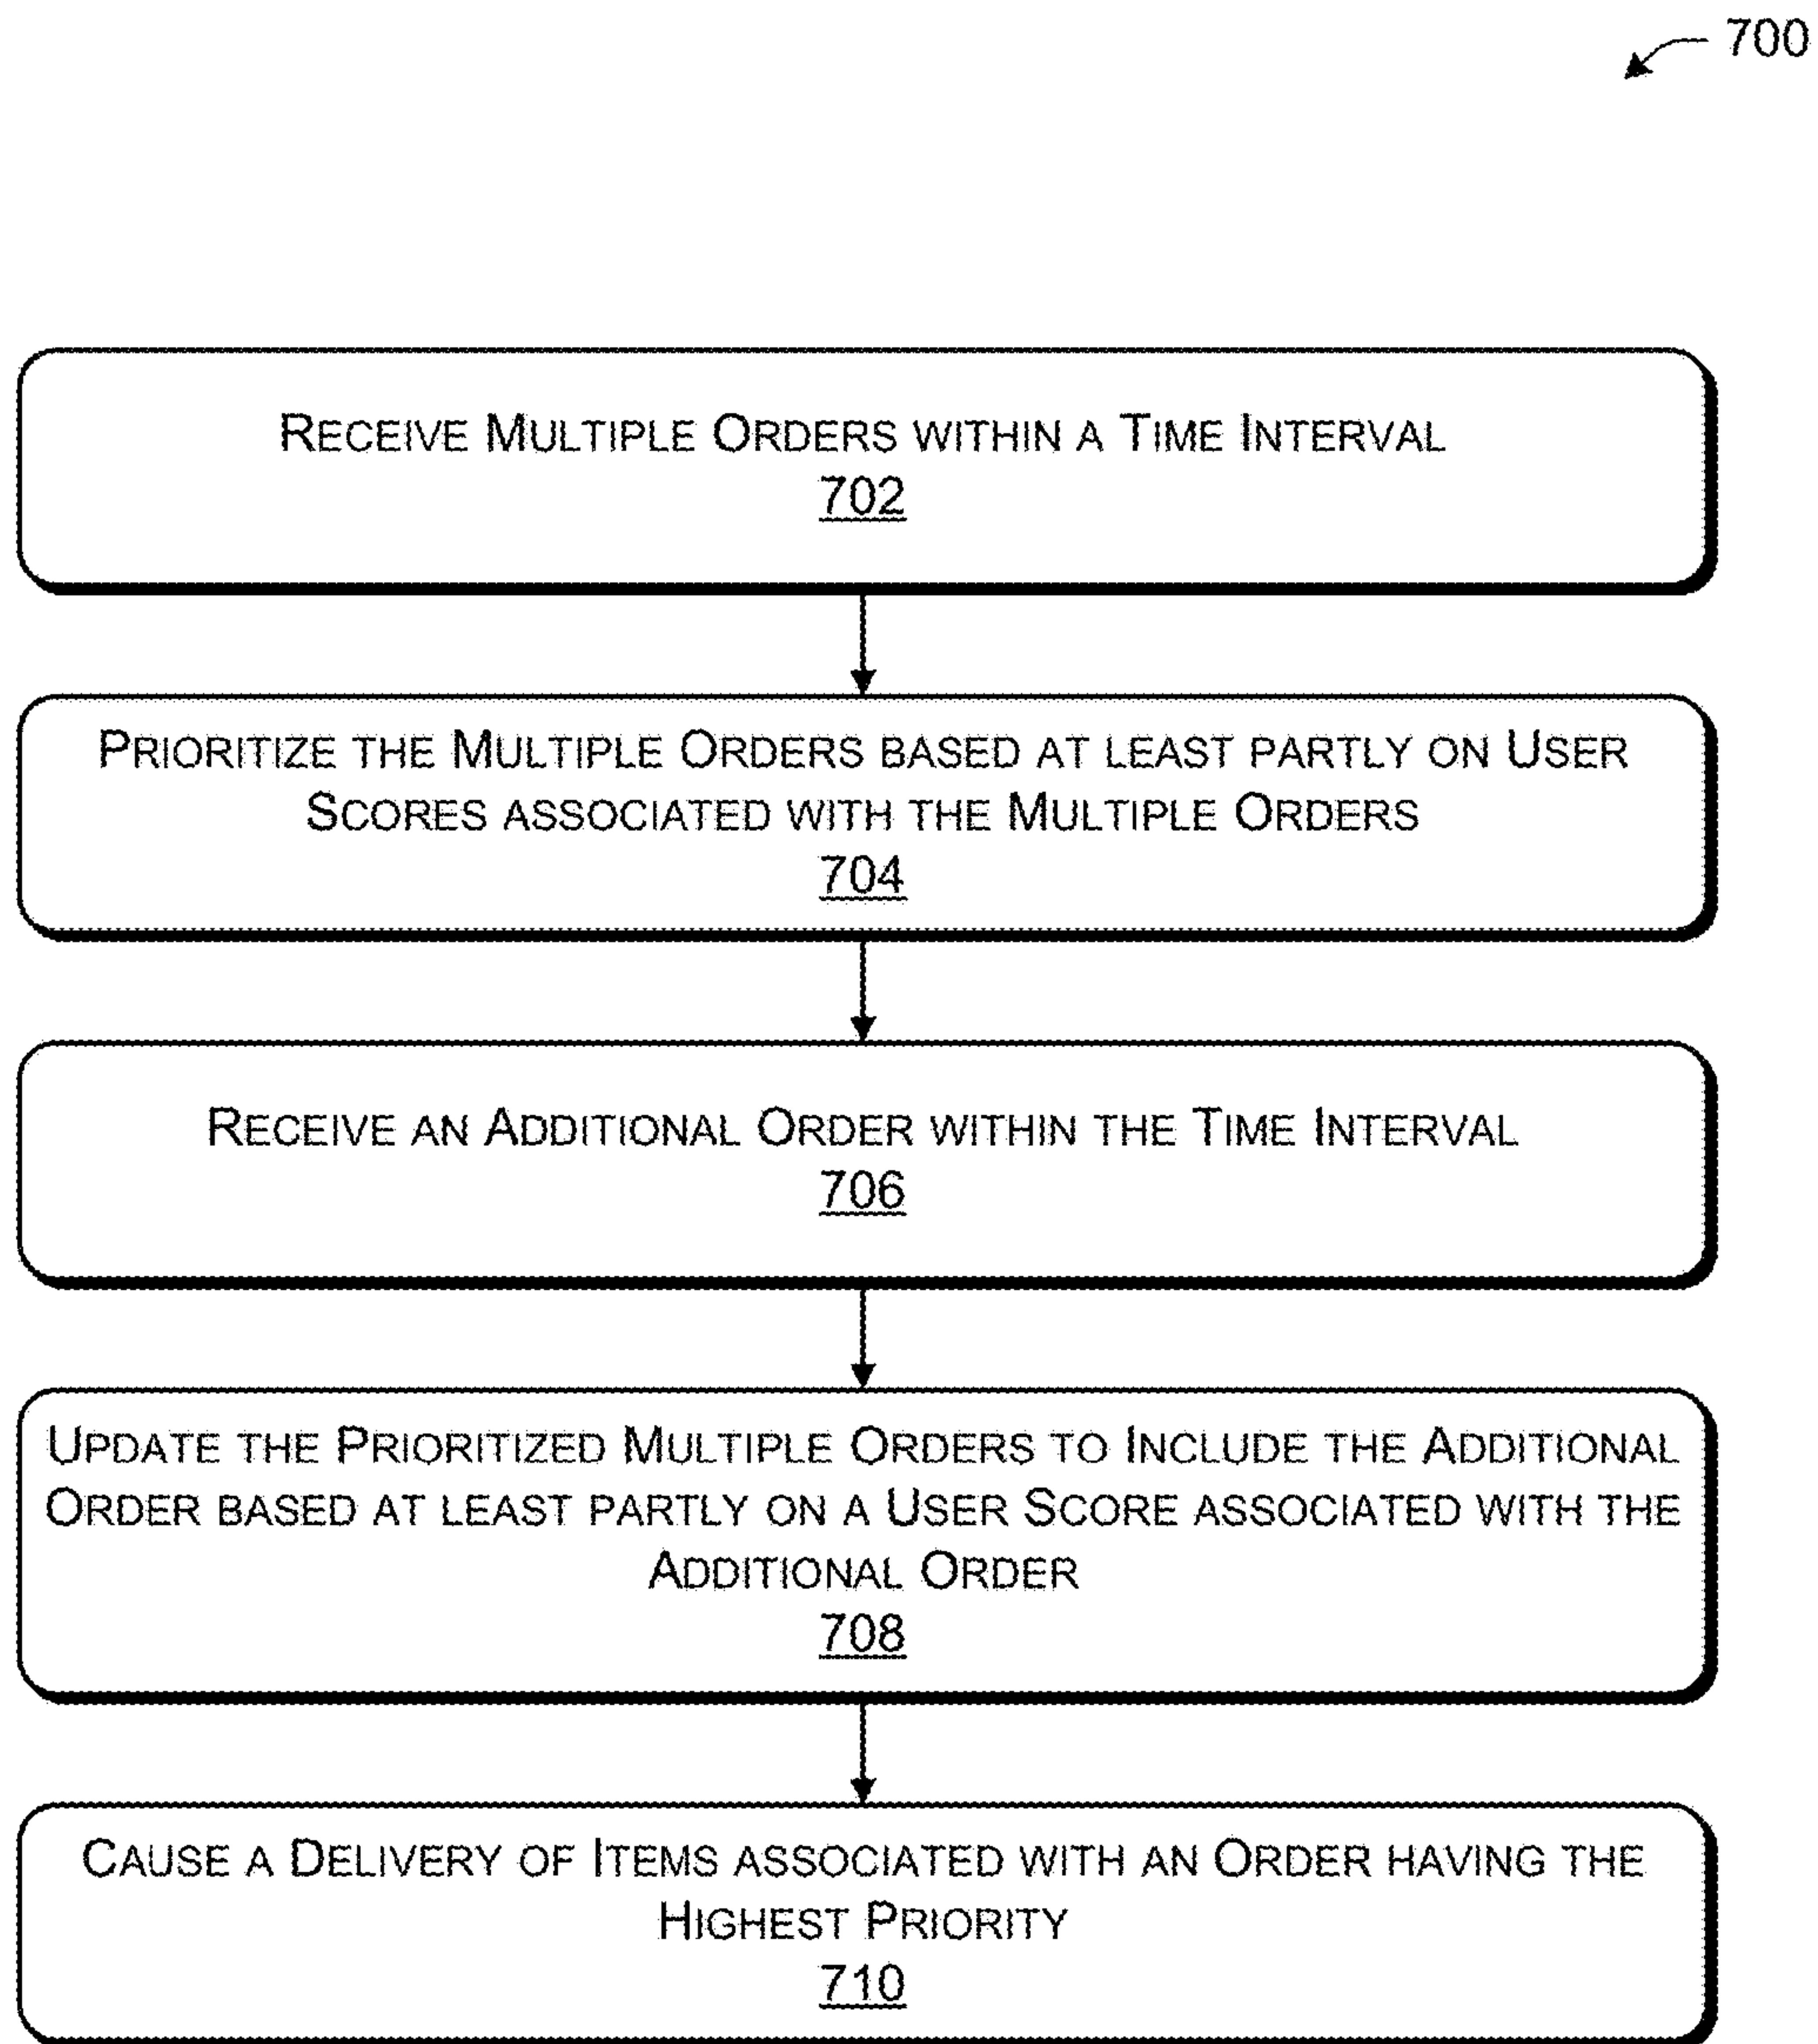 700
Receive Multiple Orders within a Time Interval
702
Prioritize the Multiple Orders based at least partly on User
Scores associated with the Multiple Orders
704
Receive an Additional Order within the Time Interval
706
Update the Prioritized Multiple Orders to Include the Additional
Order based at least partly on a User Score associated with the
Additional Order
708
Cause a Delivery of Items associated with an Order having the
Highest Priority
710